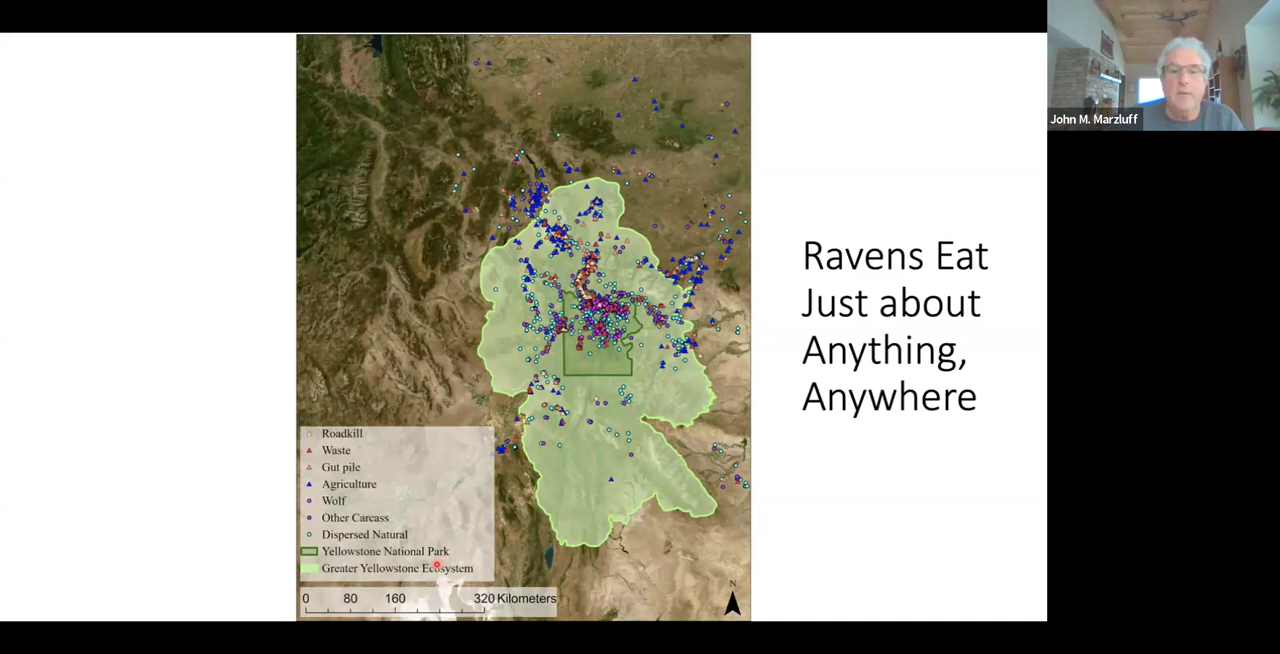 John M. Marzluff
Ravens Eat
Just about
Anything,
Anywhere
Roadkill
Waste
Gut pile
Agriculture
Wolf
Other Carcass
Dispersed Natural
Yellowstone National Park
Greater Yellowstone Ecosystem
0 80 160 320 Kilometers
N